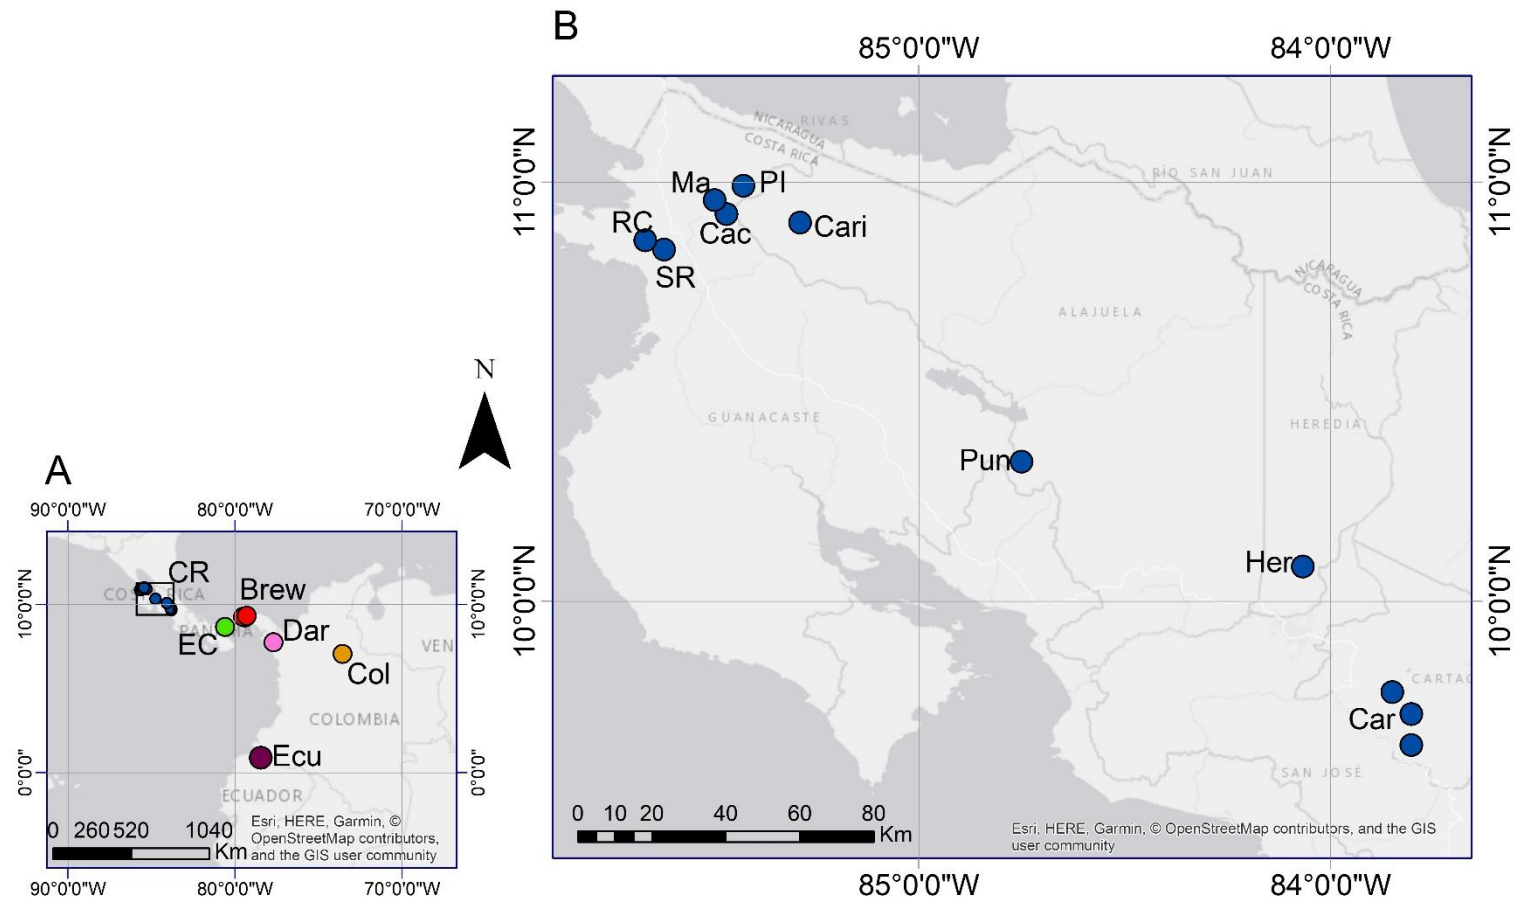 B
85°0'0"W 84°0'0"W
NICARAGUA
RIVAS
COSTA RICA
RÍO SAN JUAN
11°0'0"N
11°0'0"N
Ma
Pl
RC
Cac
Cari
SR
NICARAGUA
COSTA RICA
ALAJUELA
N
GUANACASTE
HEREDIA
Pun
10°0'0"N
10°0'0"N
Her
CARTAG
Car
SAN JOSÉ
0 10 20 40 60 80
Km
Esri, HERE, Garmin, © OpenStreetMap contributors, and the GIS
user community
85°0'0"W 84°0'0"W
A
90°0'0"W 80°0'0"W 70°0'0"W
10°0'0"N
10°0'0"N
CR
COSTA RICA
Brew
EC
PANAMA
Dar
VEN
Col
COLOMBIA
0°0'0"
0°0'0"
Ecu
ECUADOR
0 260 520 1040
Km
Esri, HERE, Garmin, ©
OpenStreetMap contributors,
and the GIS user community
90°0'0"W 80°0'0"W 70°0'0"W